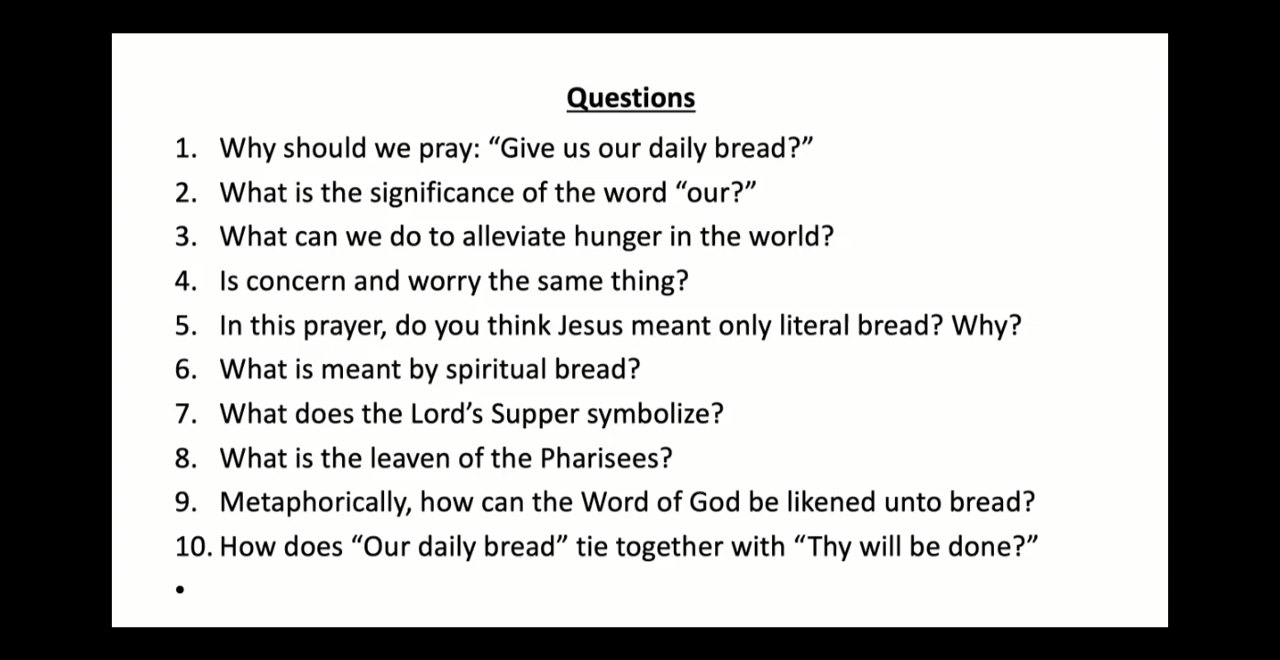 Questions
1. Why should we pray: “Give us our daily bread?”
2. What is the significance of the word “our?”
3. What can we do to alleviate hunger in the world?
4. Is concern and worry the same thing?
5. In this prayer, do you think Jesus meant only literal bread? Why?
6. What is meant by spiritual bread?
7. What does the Lord’s Supper symbolize?
8. What is the leaven of the Pharisees?
9. Metaphorically, how can the Word of God be likened unto bread?
10. How does “Our daily bread” tie together with “Thy will be done?”
•